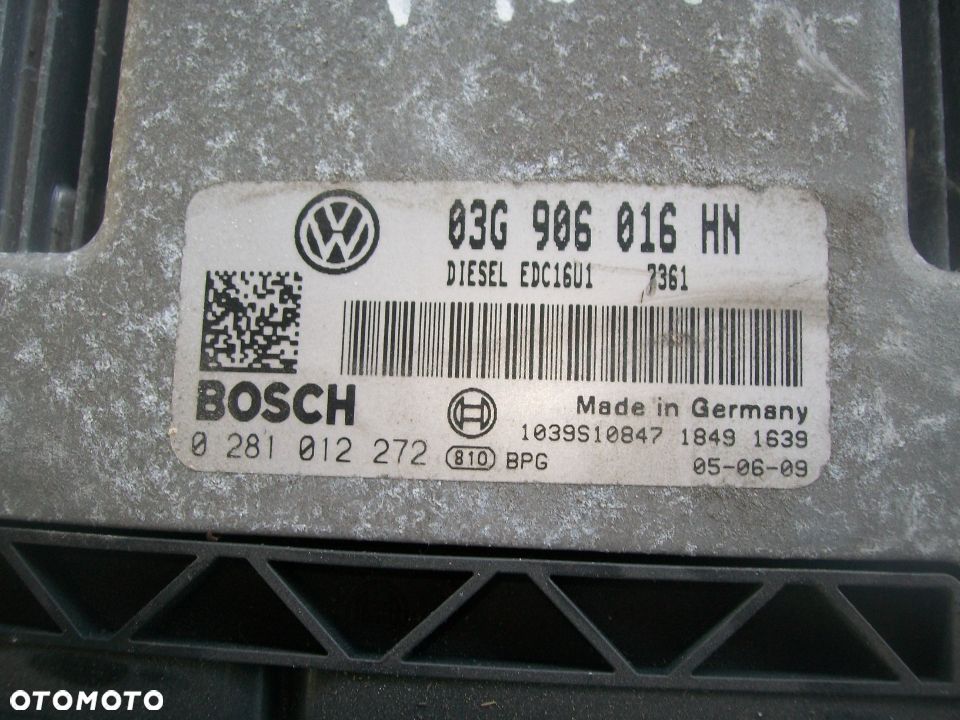 03G 906 016 HN
DIESEL EDC16U1 7361
BOSCH
Made in Germany
1039S10847 1849 1639
0 281 012 272 810 BPG
05-06-09
OTOMOTO